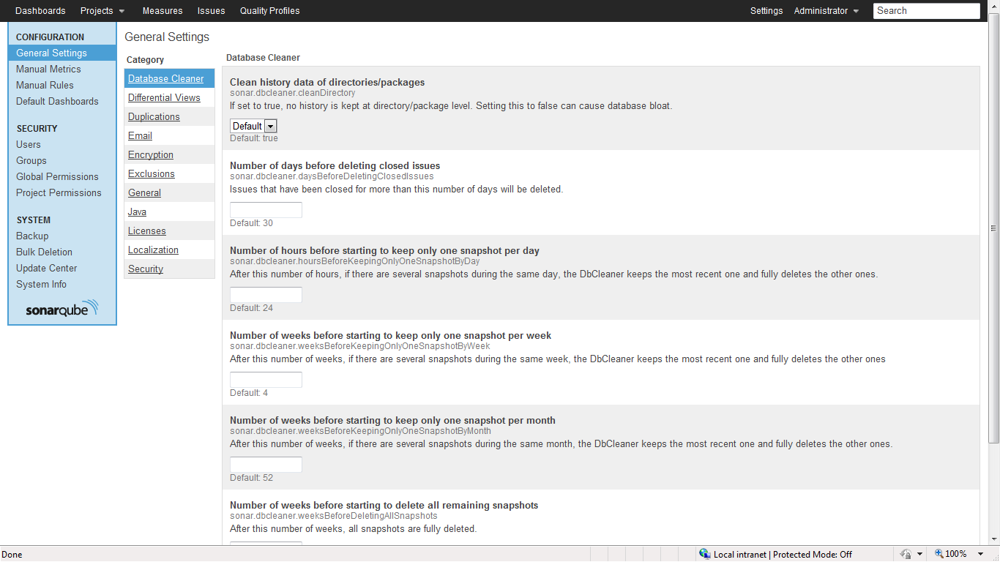 Dashboards Projects Measures Issues Quality Profiles Settings Administrator Search
CONFIGURATION
General Settings
Manual Metrics
Manual Rules
Default Dashboards
SECURITY
Users
Groups
Global Permissions
Project Permissions
SYSTEM
Backup
Bulk Deletion
Update Center
System Info
sonarqube
General Settings
Category
Database Cleaner
Differential Views
Duplications
Email
Encryption
Exclusions
General
Java
Licenses
Localization
Security
Database Cleaner
Clean history data of directories/packages
sonar.dbcleaner.cleanDirectory
If set to true, no history is kept at directory/package level. Setting this to false can cause database bloat.
Default
Default: true
Number of days before deleting closed issues
sonar.dbcleaner.daysBeforeDeletingClosedIssues
Issues that have been closed for more than this number of days will be deleted.
Default: 30
Number of hours before starting to keep only one snapshot per day
sonar.dbcleaner.hoursBeforeKeepingOnlyOneSnapshotByDay
After this number of hours, if there are several snapshots during the same day, the DbCleaner keeps the most recent one and fully deletes the other ones.
Default: 24
Number of weeks before starting to keep only one snapshot per week
sonar.dbcleaner.weeksBeforeKeepingOnlyOneSnapshotByWeek
After this number of weeks, if there are several snapshots during the same week, the DbCleaner keeps the most recent one and fully deletes the other ones
Default: 4
Number of weeks before starting to keep only one snapshot per month
sonar.dbcleaner.weeksBeforeKeepingOnlyOneSnapshotByMonth
After this number of weeks, if there are several snapshots during the same month, the DbCleaner keeps the most recent one and fully deletes the other ones.
Default: 52
Number of weeks before starting to delete all remaining snapshots
sonar.dbcleaner.weeksBeforeDeletingAllSnapshots
After this number of weeks, all snapshots are fully deleted.
Done Local intranet | Protected Mode: Off 100%